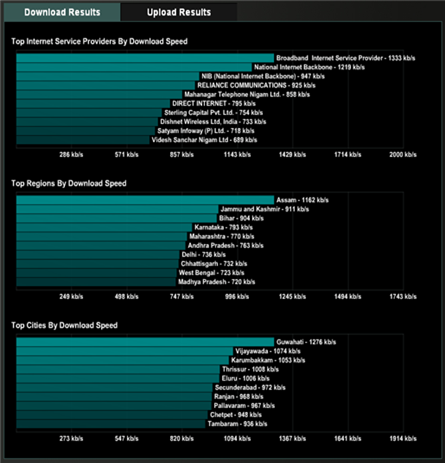 Download Results
Upload Results
Top Internet Service Providers By Download Speed
Broadband Internet Service Provider - 1333 kb/s
National Internet Backbone - 1219 kb/s
NIB (National Internet Backbone) - 947 kb/s
RELIANCE COMMUNICATIONS - 925 kb/s
Mahanagar Telephone Nigam Ltd. - 858 kb/s
DIRECT INTERNET - 795 kb/s
Sterling Capital Pvt. Ltd. - 754 kb/s
Dishnet Wireless Ltd, India - 733 kb/s
Satyam Infoway (P) Ltd. - 718 kb/s
Videsh Sanchar Nigam Ltd - 689 kb/s
286 kb/s 571 kb/s 857 kb/s 1143 kb/s 1429 kb/s 1714 kb/s 2000 kb/s
Top Regions By Download Speed
Assam - 1162 kb/s
Jammu and Kashmir - 911 kb/s
Bihar - 904 kb/s
Karnataka - 793 kb/s
Maharashtra - 770 kb/s
Andhra Pradesh - 763 kb/s
Delhi - 736 kb/s
Chhattisgarh - 732 kb/s
West Bengal - 723 kb/s
Madhya Pradesh - 720 kb/s
249 kb/s 498 kb/s 747 kb/s 996 kb/s 1245 kb/s 1494 kb/s 1743 kb/s
Top Cities By Download Speed
Guwahati - 1276 kb/s
Vijayawada - 1074 kb/s
Karumbakkam - 1053 kb/s
Thrissur - 1008 kb/s
Eluru - 1006 kb/s
Secunderabad - 972 kb/s
Ranjan - 968 kb/s
Pallavaram - 967 kb/s
Chetpet - 948 kb/s
Tambaram - 936 kb/s
273 kb/s 547 kb/s 820 kb/s 1094 kb/s 1367 kb/s 1641 kb/s 1914 kb/s